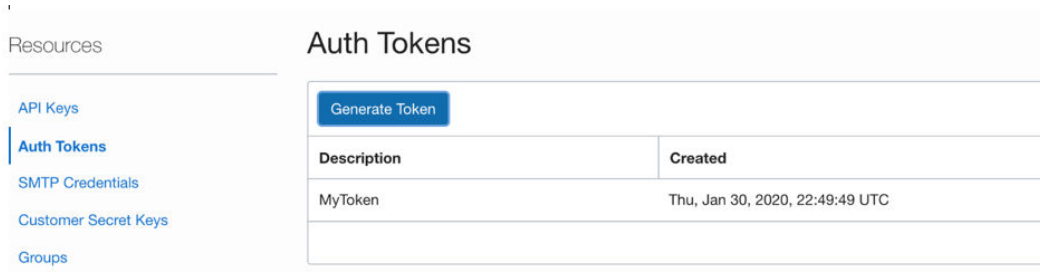 Resources
API Keys
Auth Tokens
SMTP Credentials
Customer Secret Keys
Groups
Auth Tokens
Generate Token
Description Created
MyToken Thu, Jan 30, 2020, 22:49:49 UTC